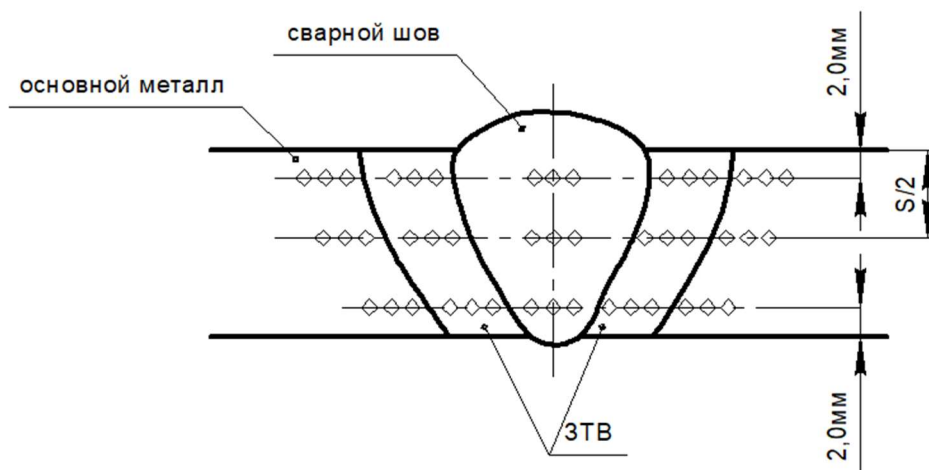 сварной шов
основной металл
2,0мм
S/2
ЗТВ
2,0мм